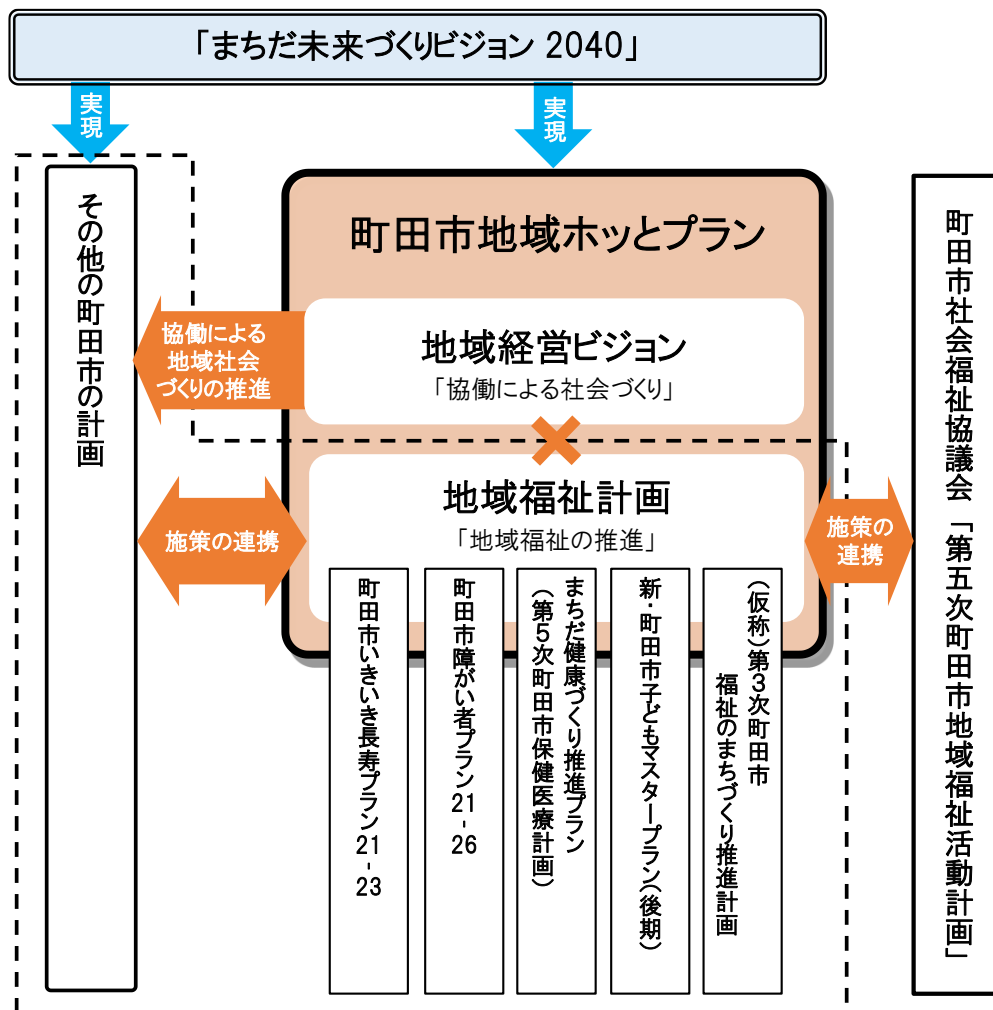 「まちだ未来づくりビジョン 2040」
実現
実現
その他の町田市の計画
町田市地域ホッとプラン
地域経営ビジョン
「協働による社会づくり」
協働による
地域社会
づくりの推進
地域福祉計画
「地域福祉の推進」
施策の連携
施策の
連携
町田市いきいき長寿プラン21-23
町田市障がい者プラン21-26
まちだ健康づくり推進プラン
(第5次町田市保健医療計画)
新・町田市子どもマスタープラン(後期)
(仮称)第3次町田市
福祉のまちづくり推進計画
町田市社会福祉協議会「第五次町田市地域福祉活動計画」